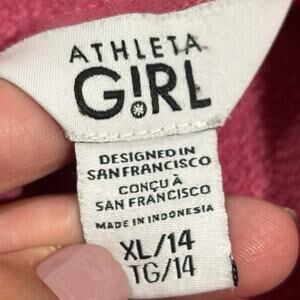 ATHLETA
G!RL
DESIGNED IN
SAN FRANCISCO
CONÇU À
SAN FRANCISCO
MADE IN INDONESIA
XL/14
TG/14